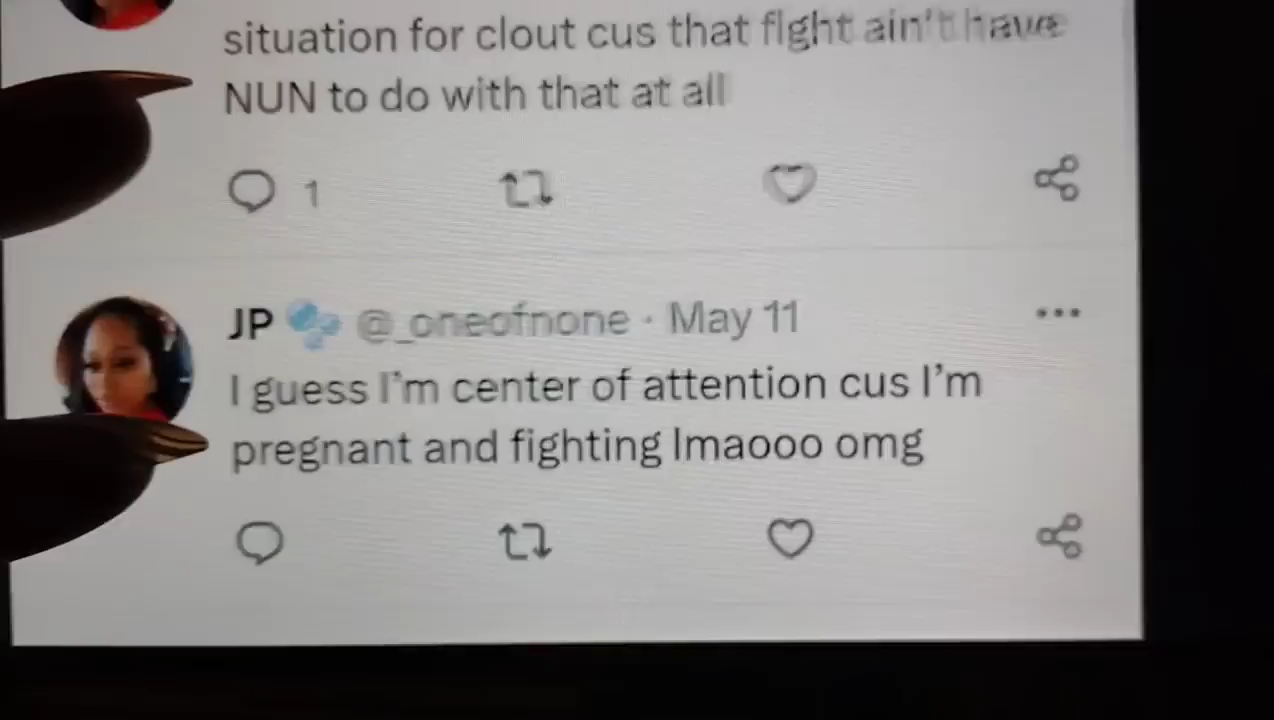 situation for clout cus that fight ain't have
NUN to do with that at all
1
JP @_oneofnone · May 11
I guess I'm center of attention cus I'm
pregnant and fighting lmaooo omg